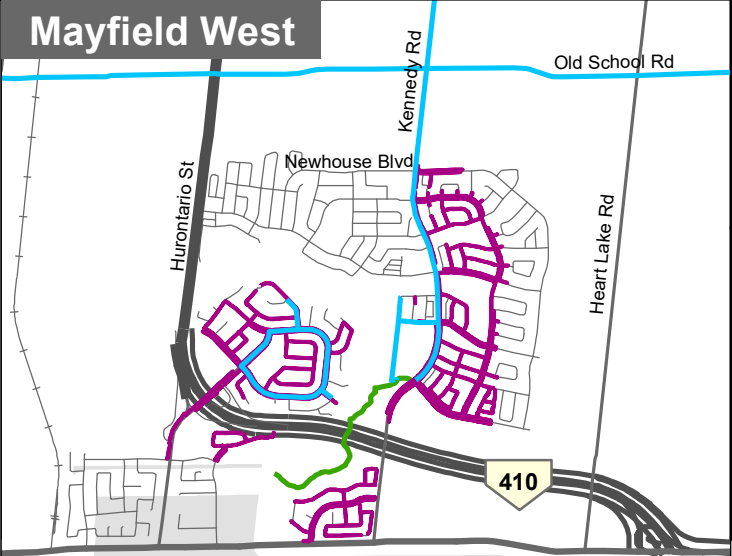 Mayfield West
Kennedy Rd
Old School Rd
Newhouse Blvd
Hurontario St
Heart Lake Rd
410